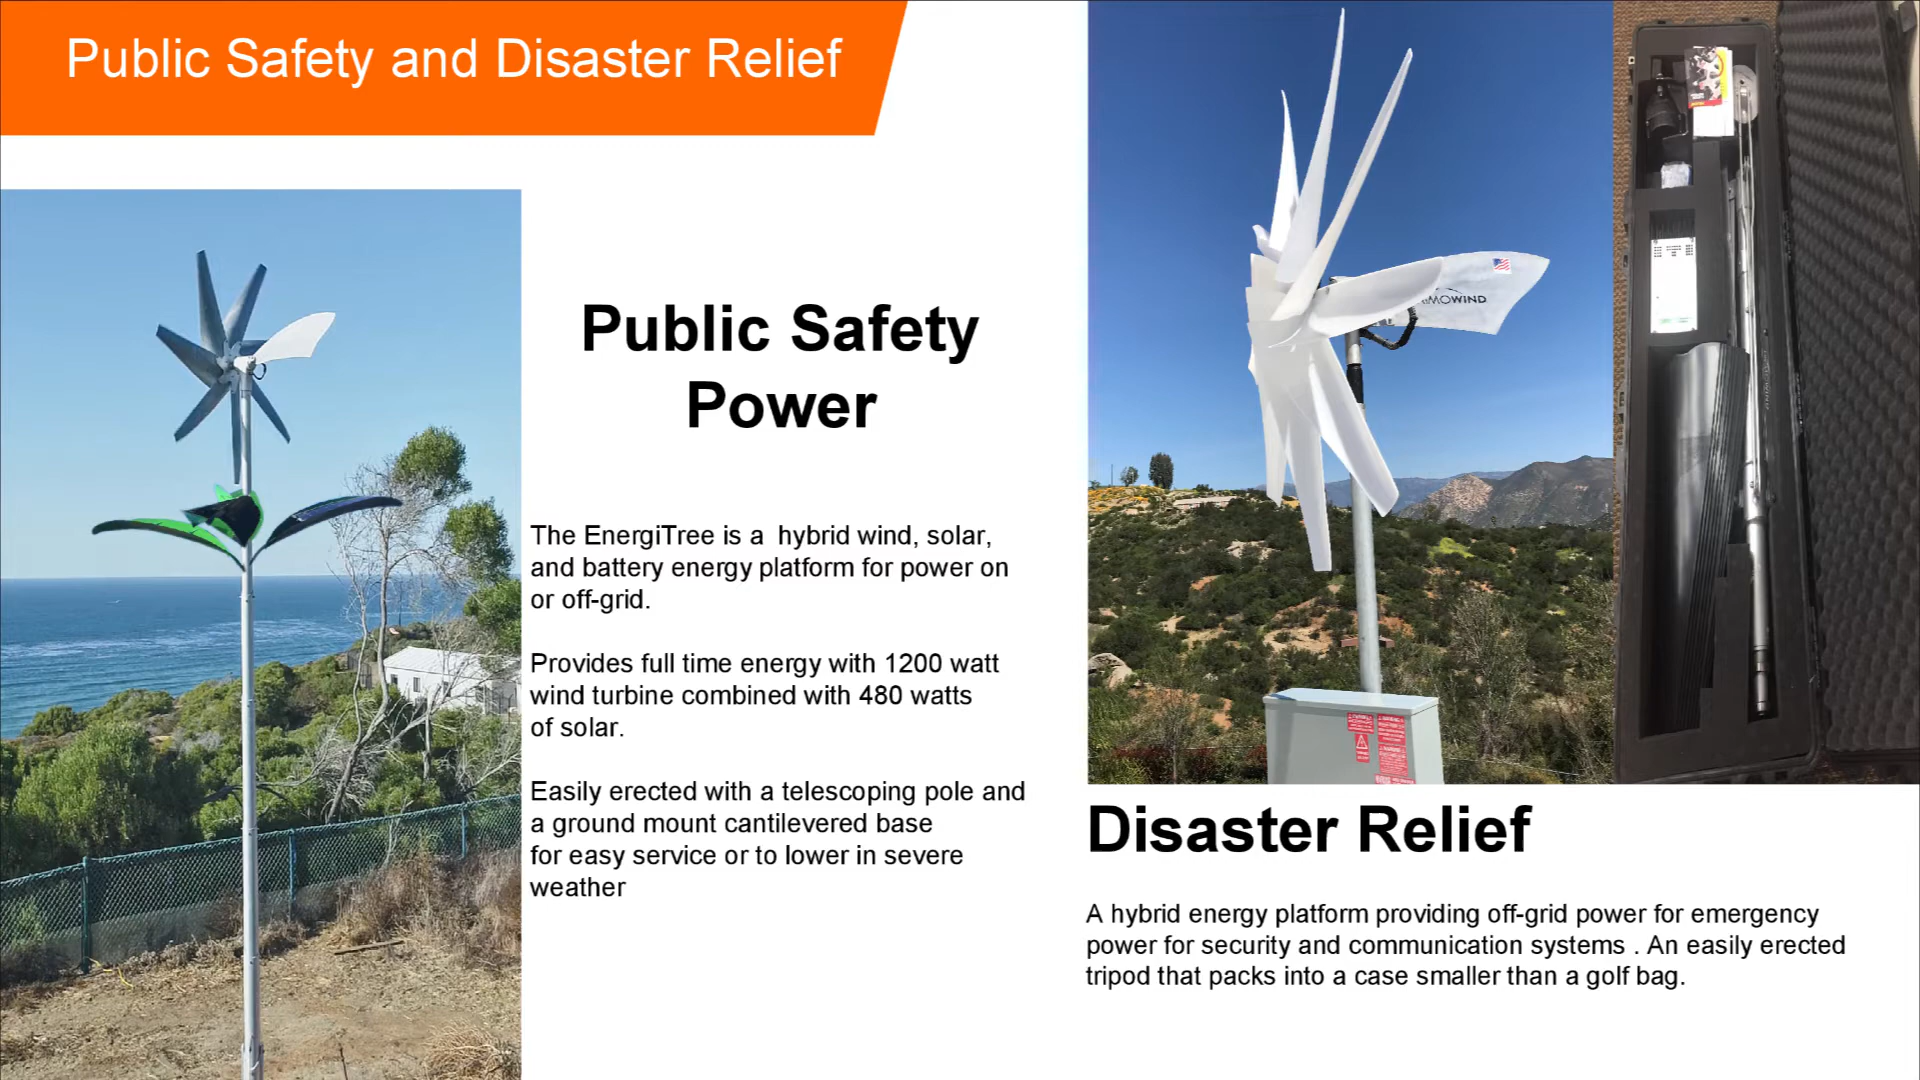 Public Safety and Disaster Relief
Public Safety
Power
The EnergiTree is a  hybrid wind, solar,
and battery energy platform for power on
or off-grid.
Provides full time energy with 1200 watt
wind turbine combined with 480 watts
of solar.
Easily erected with a telescoping pole and
a ground mount cantilevered base
for easy service or to lower in severe
weather
Disaster Relief
A hybrid energy platform providing off-grid power for emergency
power for security and communication systems . An easily erected
tripod that packs into a case smaller than a golf bag.